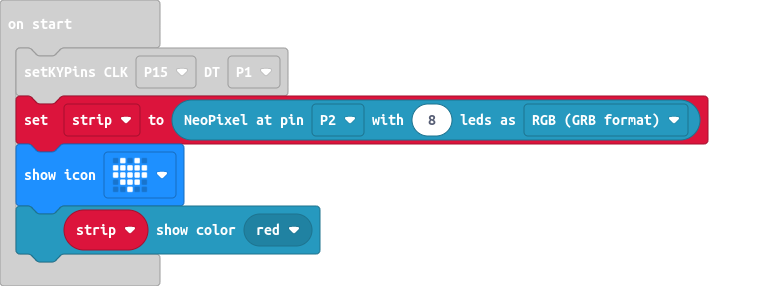 on start
setKYPins CLK P15 DT P1
set strip to NeoPixel at pin P2 with 8 leds as RGB (GRB format)
show icon
strip show color red